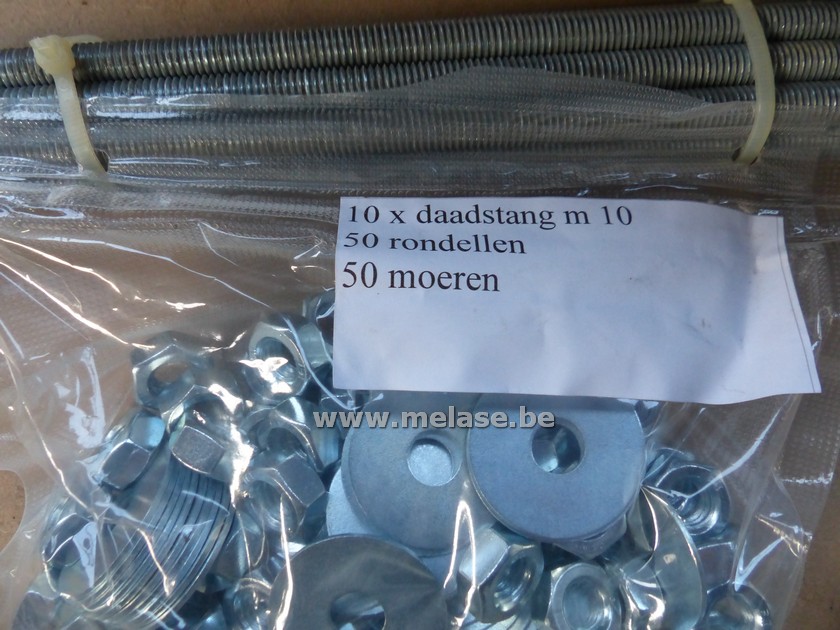 10 x daadstang m 10
50 rondellen
50 moeren
www.melase.be